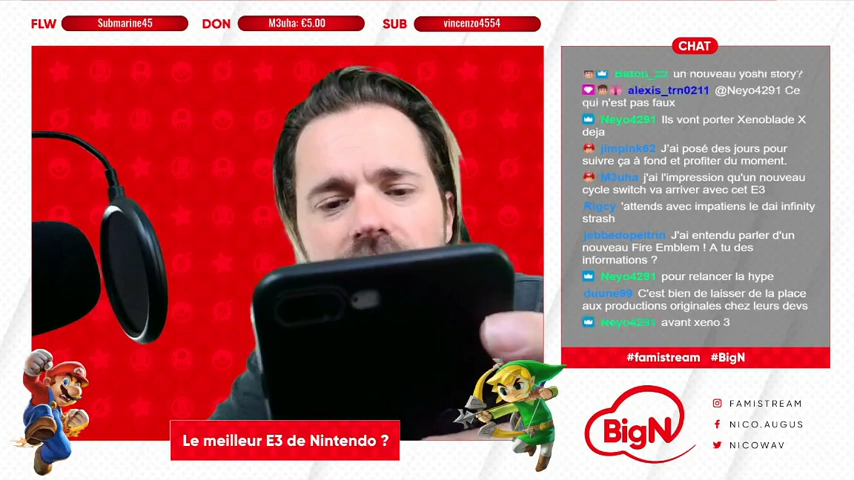 FLW Submarine45 DON M3uha: €5.00 SUB vincenzo4554
CHAT
un nouveau yoshi story?
alexis_trn0211 @Neyo4291 Ce
qui n'est pas faux
Neyo4291 Ils vont porter Xenoblade X
deja
jimpink62 J'ai posé des jours pour
suivre ça à fond et profiter du moment.
M3uha j'ai l'impression qu'un nouveau
cycle switch va arriver avec cet E3
Rigcy 'attends avec impatiens le dai infinity
strash
jebbedopeltrin J'ai entendu parler d'un
nouveau Fire Emblem ! A tu des
informations ?
Neyo4291 pour relancer la hype
duune99 C'est bien de laisser de la place
aux productions originales chez leurs devs
Neyo4291 avant xeno 3
#famistream #BigN
Le meilleur E3 de Nintendo ?
BigN
FAMISTREAM
NICO.AUGUS
NICOWAV